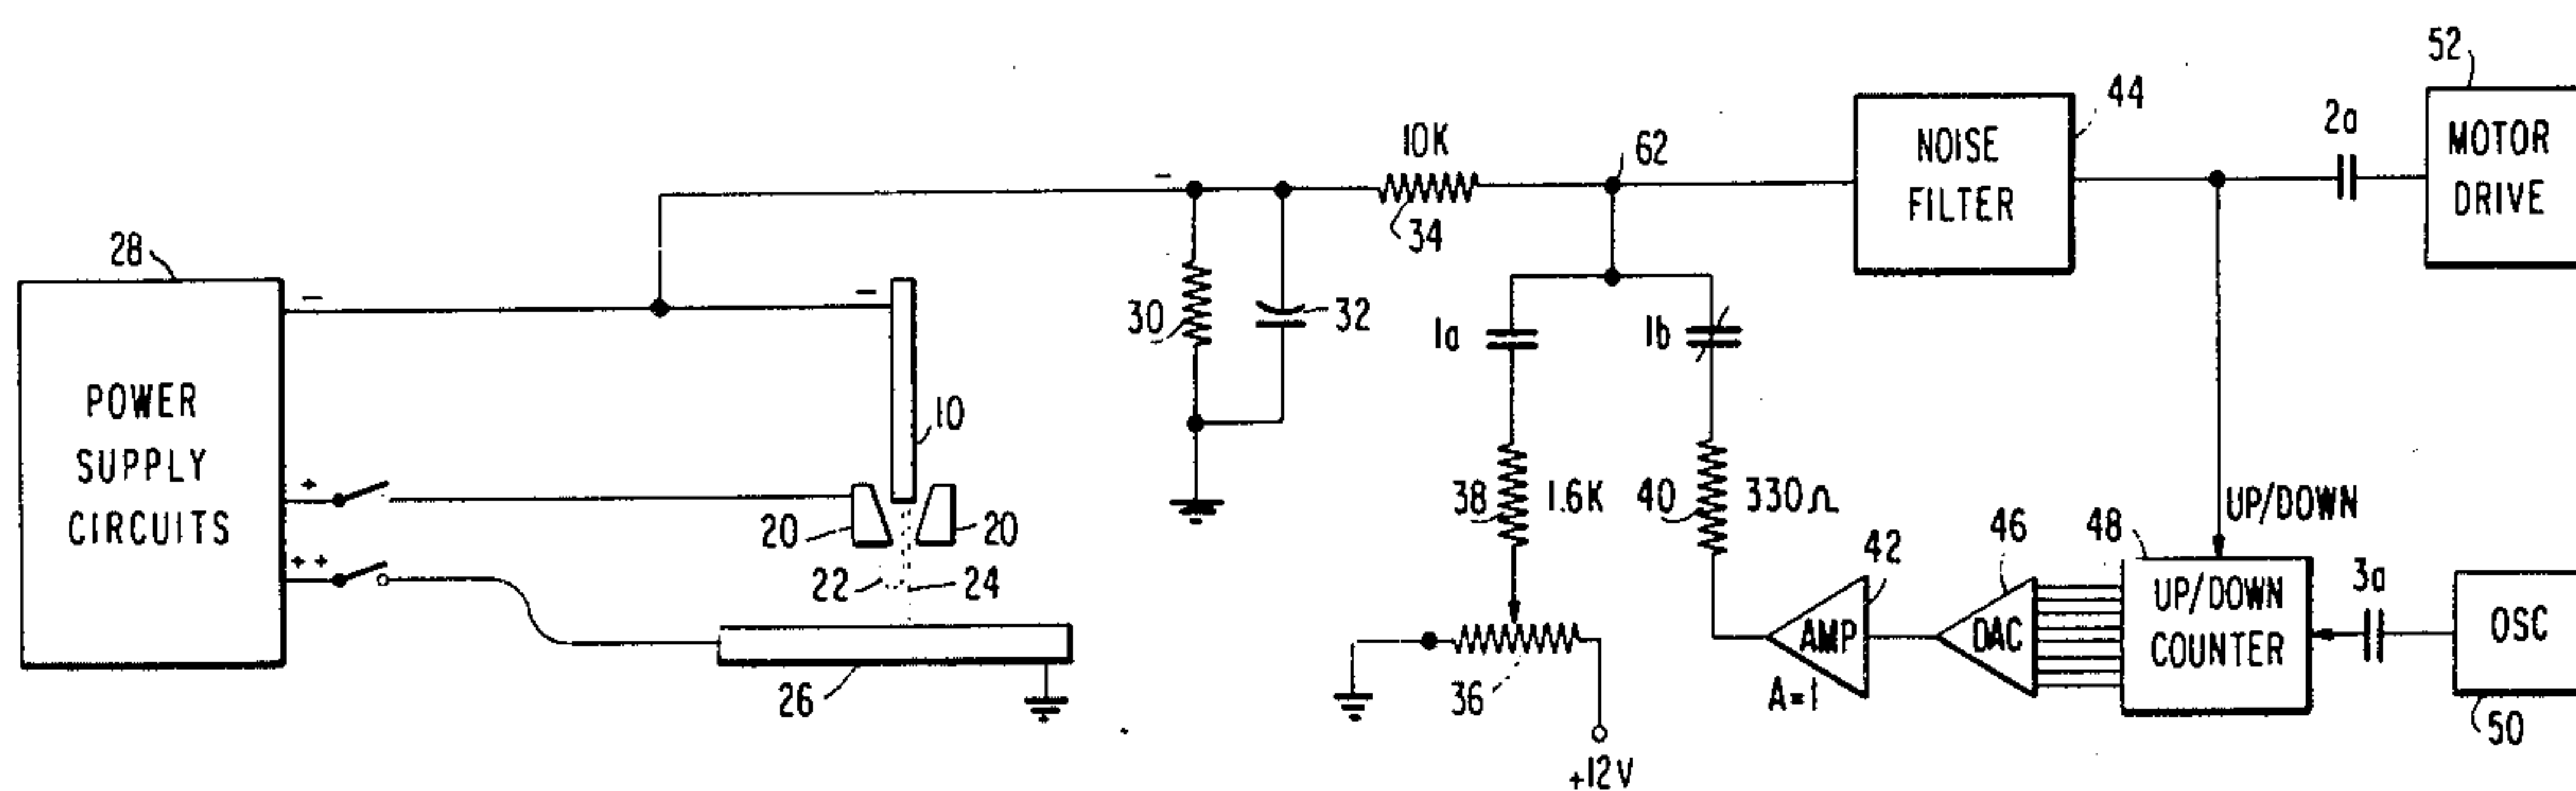 52
44
2a
MOTOR
DRIVE
10K
62
NOISE
FILTER
34
28
−
−
−
30
32
1a
1b
POWER
SUPPLY
CIRCUITS
10
+
20
20
38
1.6K
40
330Ω
UP/DOWN
++
22
24
42
46
48
3a
AMP
DAC
UP/DOWN
COUNTER
OSC
26
36
A=1
50
+12V